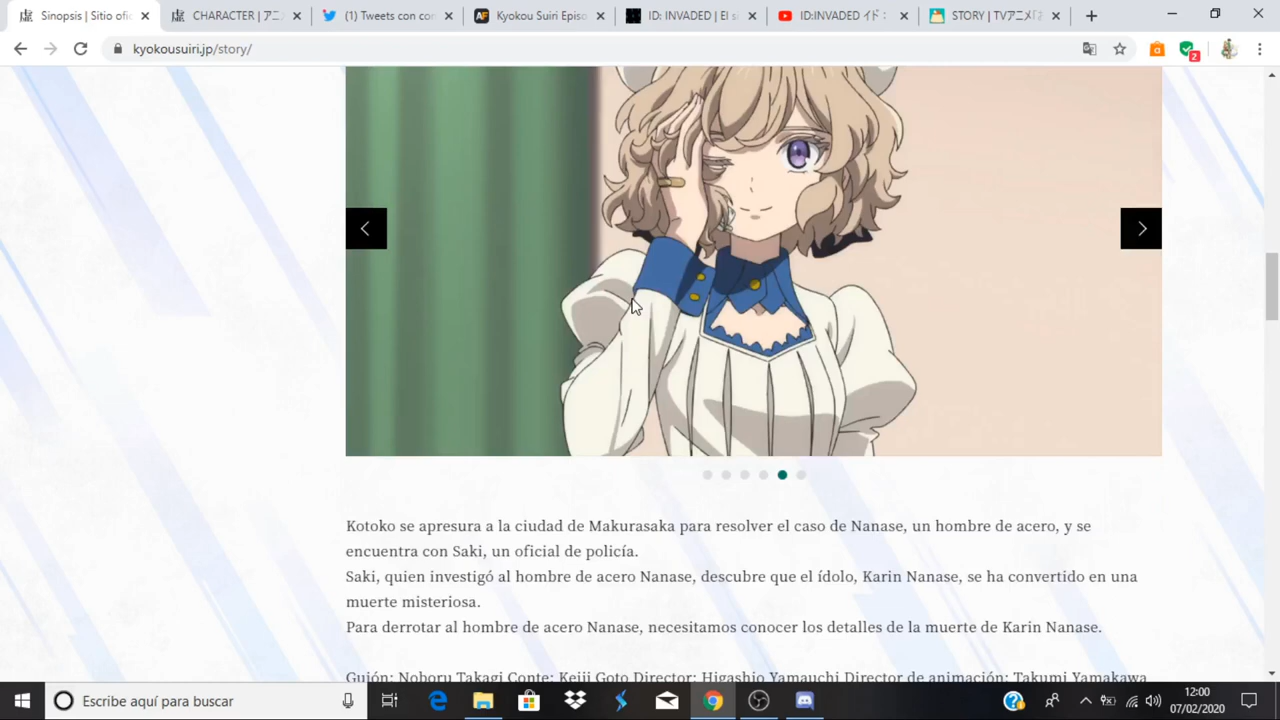 Sinopsis | Sitio ofic
CHARACTER | アニ
(1) Tweets con con
Kyokou Suiri Episo
ID: INVADED | El si
ID:INVADED イド：
STORY | TVアニメ「
kyokousuiri.jp/story/
2
Kotoko se apresura a la ciudad de Makurasaka para resolver el caso de Nanase, un hombre de acero, y se
encuentra con Saki, un oficial de policía.
Saki, quien investigó al hombre de acero Nanase, descubre que el ídolo, Karin Nanase, se ha convertido en una
muerte misteriosa.
Para derrotar al hombre de acero Nanase, necesitamos conocer los detalles de la muerte de Karin Nanase.
Guión: Noboru Takagi Conte: Keiji Goto Director: Higashio Yamauchi Director de animación: Takumi Yamakawa
Escribe aquí para buscar
12:00
07/02/2020